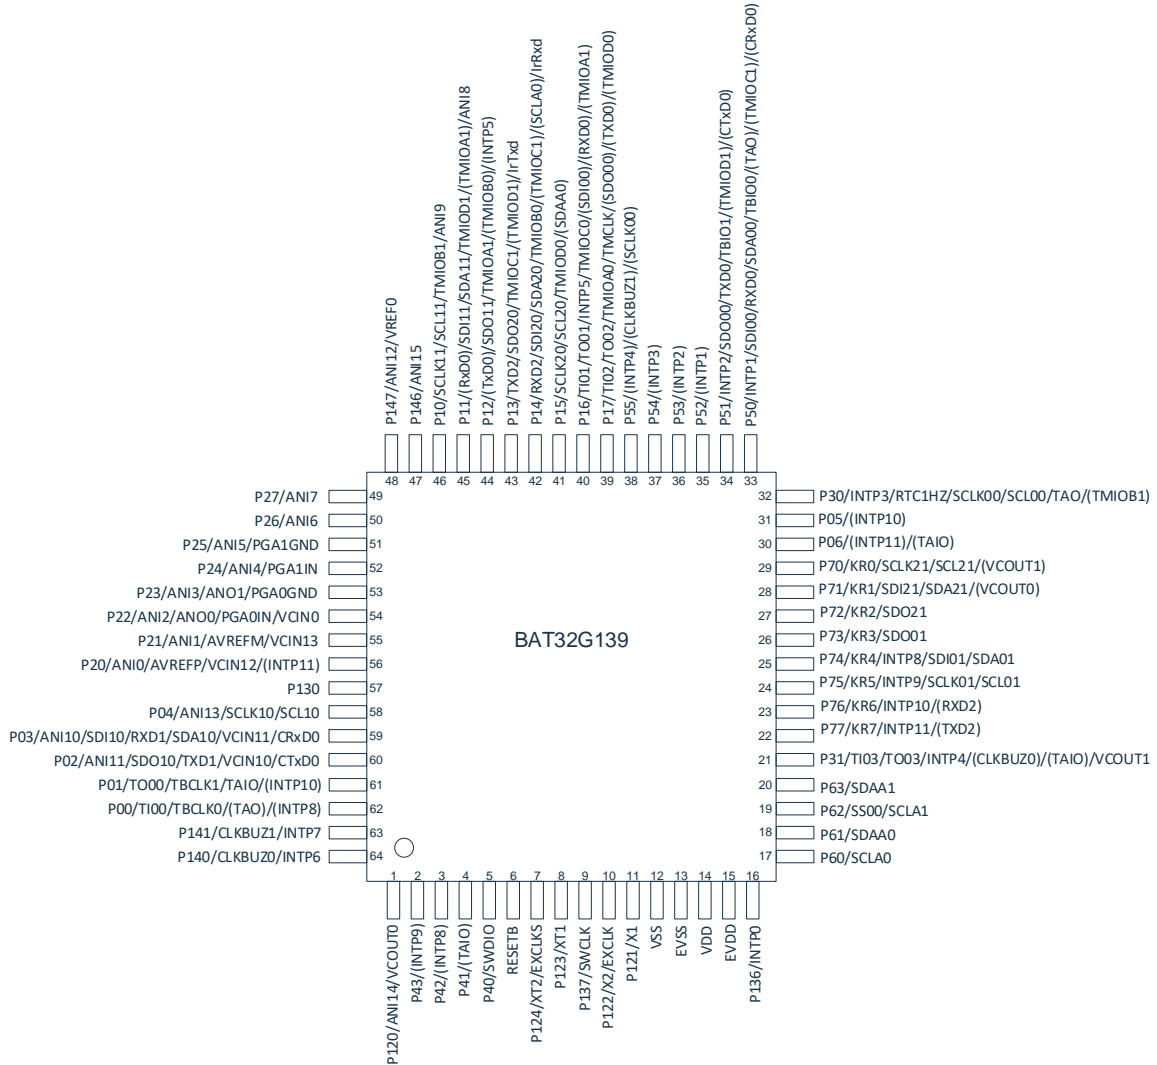 P147/ANI12/VREF0
P146/ANI15
P10/SCLK11/SCL11/TMIOB1/ANI9
P11/(RxD0)/SDI11/SDA11/TMIOD1/(TMIOA1)/ANI8
P12/(TxD0)/SDO11/TMIOA1/(TMIOB0)/(INTP5)
P13/TXD2/SDO20/TMIOC1/(TMIOD1)/IrTxd
P14/RXD2/SDI20/SDA20/TMIOB0/(TMIOC1)/(SCLA0)/IrRxd
P15/SCLK20/SCL20/TMIOD0/(SDAA0)
P16/TI01/TO01/INTP5/TMIOC0/(SDI00)/(RXD0)/(TMIOA1)
P17/TI02/TO02/TMIOA0/TMCLK/(SDO00)/(TXD0)/(TMIOD0)
P55/(INTP4)/(CLKBUZ1)/(SCLK00)
P54/(INTP3)
P53/(INTP2)
P52/(INTP1)
P51/INTP2/SDO00/TXD0/TBIO1/(TMIOD1)/(CTxD0)
P50/INTP1/SDI00/RXD0/SDA00/TBIO0/(TAO)/(TMIOC1)/(CRxD0)
48 47 46 45 44 43 42 41 40 39 38 37 36 35 34 33
P27/ANI7 49
P26/ANI6 50
P25/ANI5/PGA1GND 51
P24/ANI4/PGA1IN 52
P23/ANI3/ANO1/PGA0GND 53
P22/ANI2/ANO0/PGA0IN/VCIN0 54
P21/ANI1/AVREFM/VCIN13 55
P20/ANI0/AVREFP/VCIN12/(INTP11) 56
P130 57
P04/ANI13/SCLK10/SCL10 58
P03/ANI10/SDI10/RXD1/SDA10/VCIN11/CRxD0 59
P02/ANI11/SDO10/TXD1/VCIN10/CTxD0 60
P01/TO00/TBCLK1/TAIO/(INTP10) 61
P00/TI00/TBCLK0/(TAO)/(INTP8) 62
P141/CLKBUZ1/INTP7 63
P140/CLKBUZ0/INTP6 64
BAT32G139
32 P30/INTP3/RTC1HZ/SCLK00/SCL00/TAO/(TMIOB1)
31 P05/(INTP10)
30 P06/(INTP11)/(TAIO)
29 P70/KR0/SCLK21/SCL21/(VCOUT1)
28 P71/KR1/SDI21/SDA21/(VCOUT0)
27 P72/KR2/SDO21
26 P73/KR3/SDO01
25 P74/KR4/INTP8/SDI01/SDA01
24 P75/KR5/INTP9/SCLK01/SCL01
23 P76/KR6/INTP10/(RXD2)
22 P77/KR7/INTP11/(TXD2)
21 P31/TI03/TO03/INTP4/(CLKBUZ0)/(TAIO)/VCOUT1
20 P63/SDAA1
19 P62/SS00/SCLA1
18 P61/SDAA0
17 P60/SCLA0
1 2 3 4 5 6 7 8 9 10 11 12 13 14 15 16
P120/ANI14/VCOUT0
P43/(INTP9)
P42/(INTP8)
P41/(TAIO)
P40/SWDIO
RESETB
P124/XT2/EXCLKS
P123/XT1
P137/SWCLK
P122/X2/EXCLK
P121/X1
VSS
EVSS
VDD
EVDD
P136/INTP0